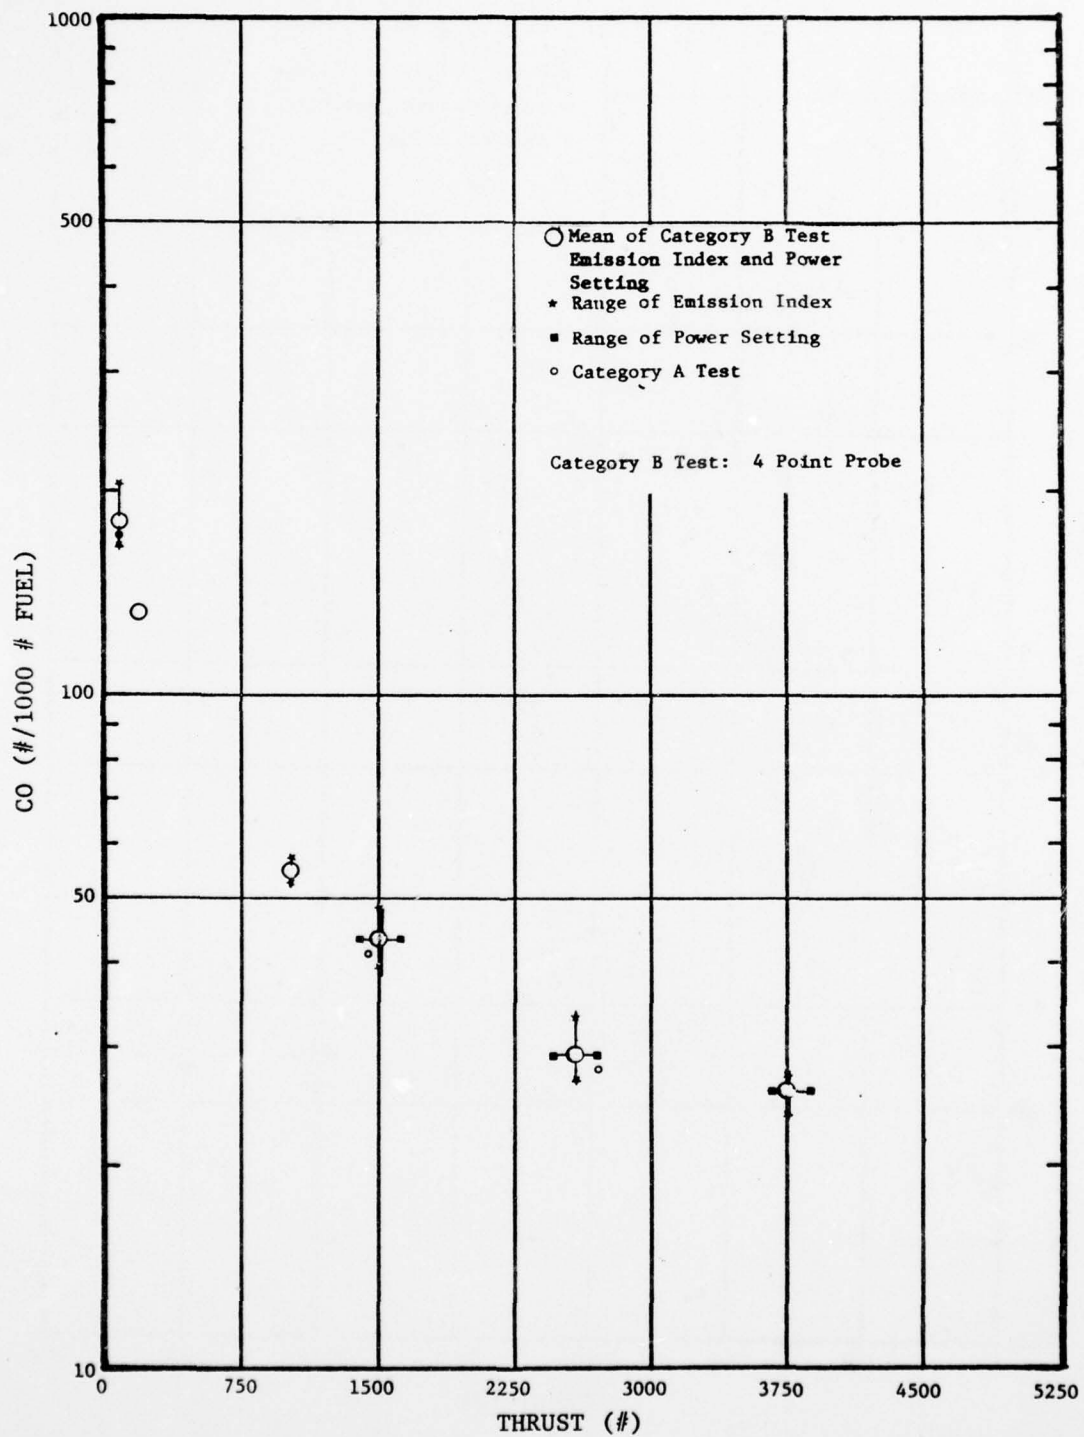 1000
500
100
50
10
CO (#/1000 # FUEL)
Mean of Category B Test
Emission Index and Power
Setting
Range of Emission Index
Range of Power Setting
Category A Test
Category B Test: 4 Point Probe
0 750 1500 2250 3000 3750 4500 5250
THRUST (#)